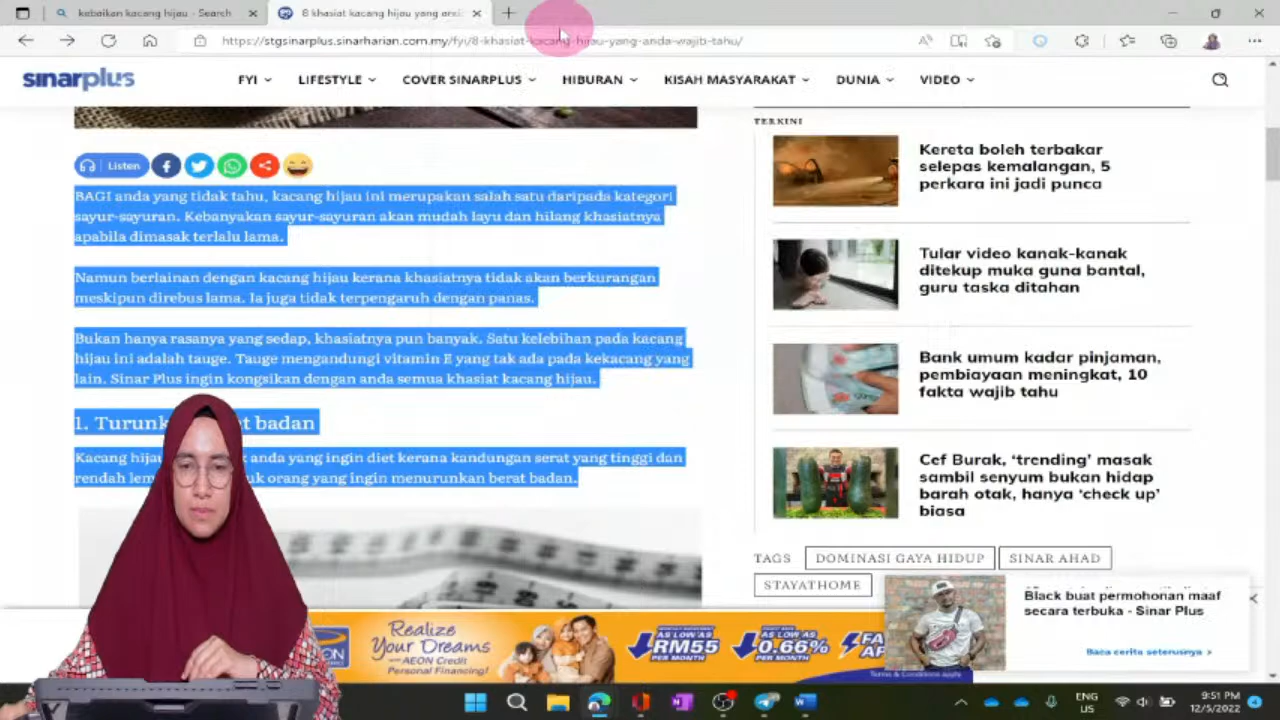 kebaikan kacang hijau - Search
8 khasiat kacang hijau yang
https://stgsinarplus.sinarharian.com.my/fyi/8-khasiat-kacang-hijau-yang-anda-wajib-tahu/
sınarplus
FYI
LIFESTYLE
COVER SINARPLUS
HIBURAN
KISAH MASYARAKAT
DUNIA
VIDEO
Listen
BAGI anda yang tidak tahu, kacang hijau ini merupakan salah satu daripada kategori
sayur-sayuran. Kebanyakan sayur-sayuran akan mudah layu dan hilang khasiatnya
apabila dimasak terlalu lama.
Namun berlainan dengan kacang hijau kerana khasiatnya tidak akan berkurangan
meskipun direbus lama. Ia juga tidak terpengaruh dengan panas.
Bukan hanya rasanya yang sedap, khasiatnya pun banyak. Satu kelebihan pada kacang
hijau ini adalah tauge. Tauge mengandungi vitamin E yang tak ada pada kekacang yang
lain. Sinar Plus ingin kongsikan dengan anda semua khasiat kacang hijau.
1. Turunk t badan
Kacang hijau anda yang ingin diet kerana kandungan serat yang tinggi dan
rendah lem uk orang yang ingin menurunkan berat badan.
TERKINI
Kereta boleh terbakar
selepas kemalangan, 5
perkara ini jadi punca
Tular video kanak-kanak
ditekup muka guna bantal,
guru taska ditahan
Bank umum kadar pinjaman,
pembiayaan meningkat, 10
fakta wajib tahu
Cef Burak, ‘trending’ masak
sambil senyum bukan hidap
barah otak, hanya ‘check up’
biasa
TAGS
DOMINASI GAYA HIDUP
SINAR AHAD
STAYATHOME
Black buat permohonan maaf
secara terbuka - Sinar Plus
Baca cerita seterusnya >
Realize
Your Dreams
with AEON Credit
Personal Financing!
AS LOW AS
RM55
PER MONTH
AS LOW AS
0.66%
PER MONTH
FA
AP
Terms & Conditions apply
ENG
US
9:51 PM
12/5/2022